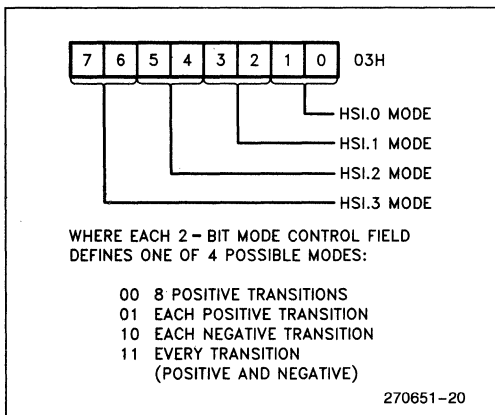 7 6 5 4 3 2 1 0 03H
HSI.0 MODE
HSI.1 MODE
HSI.2 MODE
HSI.3 MODE
WHERE EACH 2 – BIT MODE CONTROL FIELD
DEFINES ONE OF 4 POSSIBLE MODES:
00 8 POSITIVE TRANSITIONS
01 EACH POSITIVE TRANSITION
10 EACH NEGATIVE TRANSITION
11 EVERY TRANSITION
(POSITIVE AND NEGATIVE)
270651–20